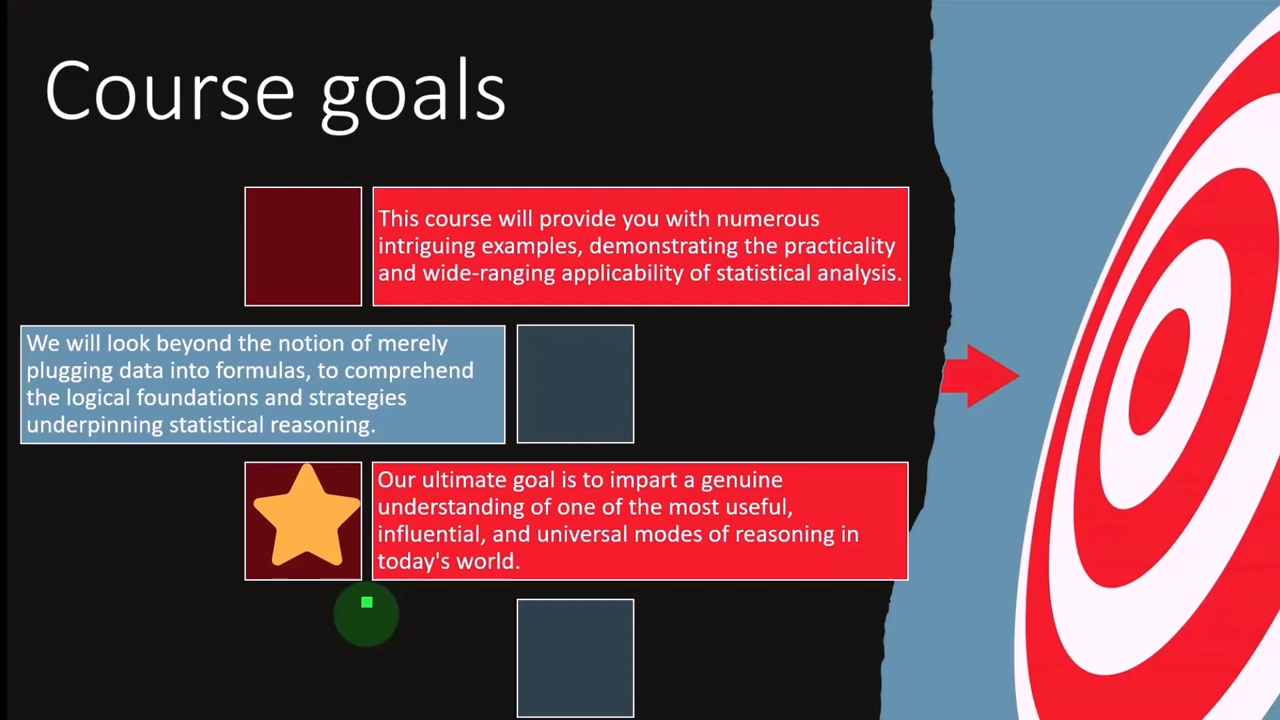 Course goals
This course will provide you with numerous
intriguing examples, demonstrating the practicality
and wide-ranging applicability of statistical analysis.
We will look beyond the notion of merely
plugging data into formulas, to comprehend
the logical foundations and strategies
underpinning statistical reasoning.
Our ultimate goal is to impart a genuine
understanding of one of the most useful,
influential, and universal modes of reasoning in
today's world.